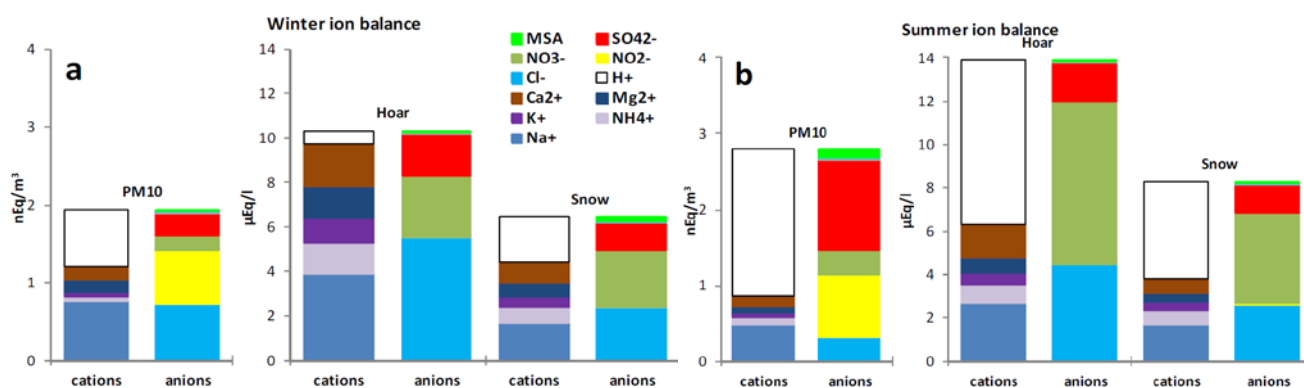 Winter ion balance
a
4
3
2
1
0
nEq/m³
PM10
cations anions
14
12
10
8
6
4
2
0
µEq/l
Hoar
Snow
cations anions cations anions
MSA SO42-
NO3- NO2-
Cl- H+
Ca2+ Mg2+
K+ NH4+
Na+
Summer ion balance
b
4
3
2
1
0
nEq/m³
PM10
cations anions
14
12
10
8
6
4
2
0
µEq/l
Hoar
Snow
cations anions cations anions